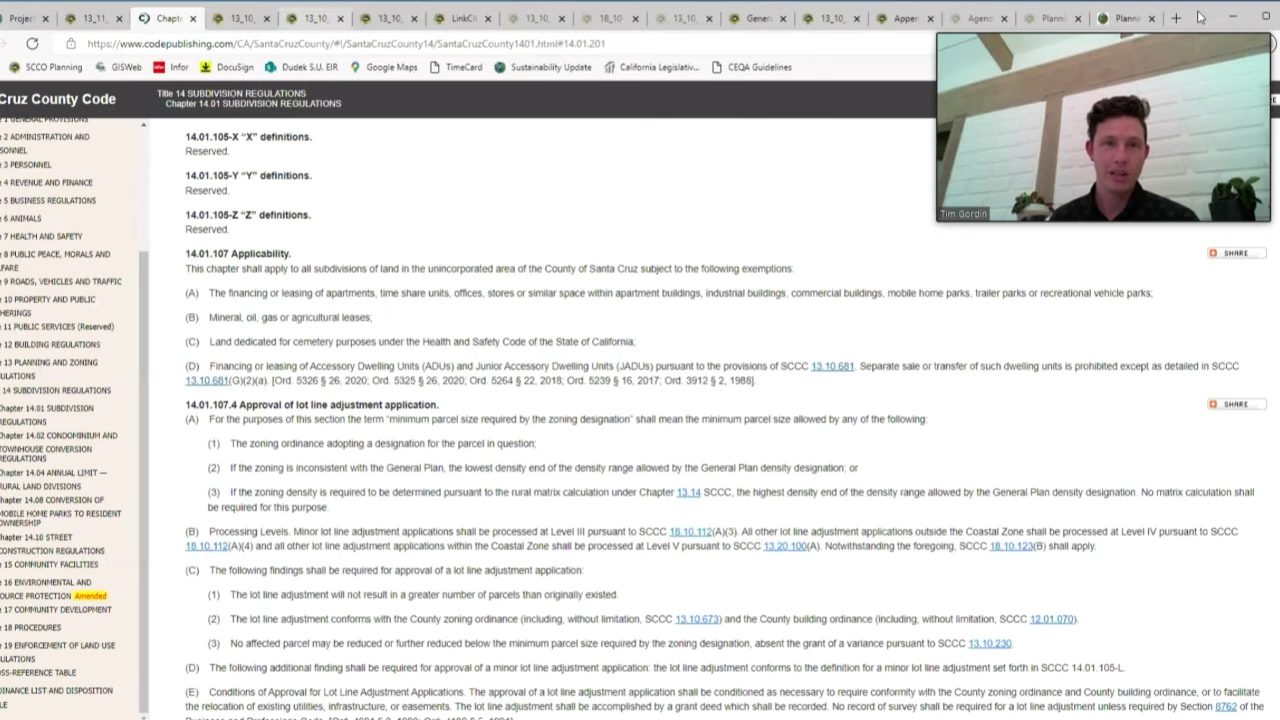 Project
13_11_
Chapt
13_10_
13_10_
13_10_
LinkCli
13_10_
18_10-
13_10_
Genera
13_10_
Appen
Agend
Plannin
Plannin
https://www.codepublishing.com/CA/SantaCruzCounty/#!/SantaCruzCounty14/SantaCruzCounty1401.html#14.01.201
SCCO Planning
GISWeb
Infor
DocuSign
Dudek S.U. EIR
Google Maps
TimeCard
Sustainability Update
California Legislativ...
CEQA Guidelines
Cruz County Code
Title 14 SUBDIVISION REGULATIONS
Chapter 14.01 SUBDIVISION REGULATIONS
Tim Gordin
1 GENERAL PROVISIONS
2 ADMINISTRATION AND
SONNEL
3 PERSONNEL
4 REVENUE AND FINANCE
5 BUSINESS REGULATIONS
6 ANIMALS
7 HEALTH AND SAFETY
8 PUBLIC PEACE, MORALS AND
FARE
9 ROADS, VEHICLES AND TRAFFIC
10 PROPERTY AND PUBLIC
HERINGS
11 PUBLIC SERVICES (Reserved)
12 BUILDING REGULATIONS
13 PLANNING AND ZONING
ULATIONS
14 SUBDIVISION REGULATIONS
hapter 14.01 SUBDIVISION
REGULATIONS
hapter 14.02 CONDOMINIUM AND
TOWNHOUSE CONVERSION
REGULATIONS
hapter 14.04 ANNUAL LIMIT —
RURAL LAND DIVISIONS
hapter 14.08 CONVERSION OF
MOBILE HOME PARKS TO RESIDENT
OWNERSHIP
hapter 14.10 STREET
CONSTRUCTION REGULATIONS
15 COMMUNITY FACILITIES
16 ENVIRONMENTAL AND
OURCE PROTECTION Amended
17 COMMUNITY DEVELOPMENT
18 PROCEDURES
19 ENFORCEMENT OF LAND USE
ULATIONS
SS-REFERENCE TABLE
DINANCE LIST AND DISPOSITION
LE
14.01.105-X “X” definitions.
Reserved.
14.01.105-Y “Y” definitions.
Reserved.
14.01.105-Z “Z” definitions.
Reserved.
14.01.107 Applicability.
SHARE
This chapter shall apply to all subdivisions of land in the unincorporated area of the County of Santa Cruz subject to the following exemptions:
(A) The financing or leasing of apartments, time share units, offices, stores or similar space within apartment buildings, industrial buildings, commercial buildings, mobile home parks, trailer parks or recreational vehicle parks;
(B) Mineral, oil, gas or agricultural leases;
(C) Land dedicated for cemetery purposes under the Health and Safety Code of the State of California;
(D) Financing or leasing of Accessory Dwelling Units (ADUs) and Junior Accessory Dwelling Units (JADUs) pursuant to the provisions of SCCC 13.10.681. Separate sale or transfer of such dwelling units is prohibited except as detailed in SCCC
13.10.681(G)(2)(a). [Ord. 5326 § 26, 2020; Ord. 5325 § 26, 2020; Ord. 5264 § 22, 2018; Ord. 5239 § 16, 2017; Ord. 3912 § 2, 1988].
14.01.107.4 Approval of lot line adjustment application.
SHARE
(A) For the purposes of this section the term “minimum parcel size required by the zoning designation” shall mean the minimum parcel size allowed by any of the following:
(1) The zoning ordinance adopting a designation for the parcel in question;
(2) If the zoning is inconsistent with the General Plan, the lowest density end of the density range allowed by the General Plan density designation; or
(3) If the zoning density is required to be determined pursuant to the rural matrix calculation under Chapter 13.14 SCCC, the highest density end of the density range allowed by the General Plan density designation. No matrix calculation shall
be required for this purpose.
(B) Processing Levels. Minor lot line adjustment applications shall be processed at Level III pursuant to SCCC 18.10.112(A)(3). All other lot line adjustment applications outside the Coastal Zone shall be processed at Level IV pursuant to SCCC
18.10.112(A)(4) and all other lot line adjustment applications within the Coastal Zone shall be processed at Level V pursuant to SCCC 13.20.100(A). Notwithstanding the foregoing, SCCC 18.10.123(B) shall apply.
(C) The following findings shall be required for approval of a lot line adjustment application:
(1) The lot line adjustment will not result in a greater number of parcels than originally existed.
(2) The lot line adjustment conforms with the County zoning ordinance (including, without limitation, SCCC 13.10.673) and the County building ordinance (including, without limitation, SCCC 12.01.070).
(3) No affected parcel may be reduced or further reduced below the minimum parcel size required by the zoning designation, absent the grant of a variance pursuant to SCCC 13.10.230.
(D) The following additional finding shall be required for approval of a minor lot line adjustment application: the lot line adjustment conforms to the definition for a minor lot line adjustment set forth in SCCC 14.01.105-L.
(E) Conditions of Approval for Lot Line Adjustment Applications. The approval of a lot line adjustment application shall be conditioned as necessary to require conformity with the County zoning ordinance and County building ordinance, or to facilitate
the relocation of existing utilities, infrastructure, or easements. The lot line adjustment shall be accomplished by a grant deed which shall be recorded. No record of survey shall be required for a lot line adjustment unless required by Section 8762 of the